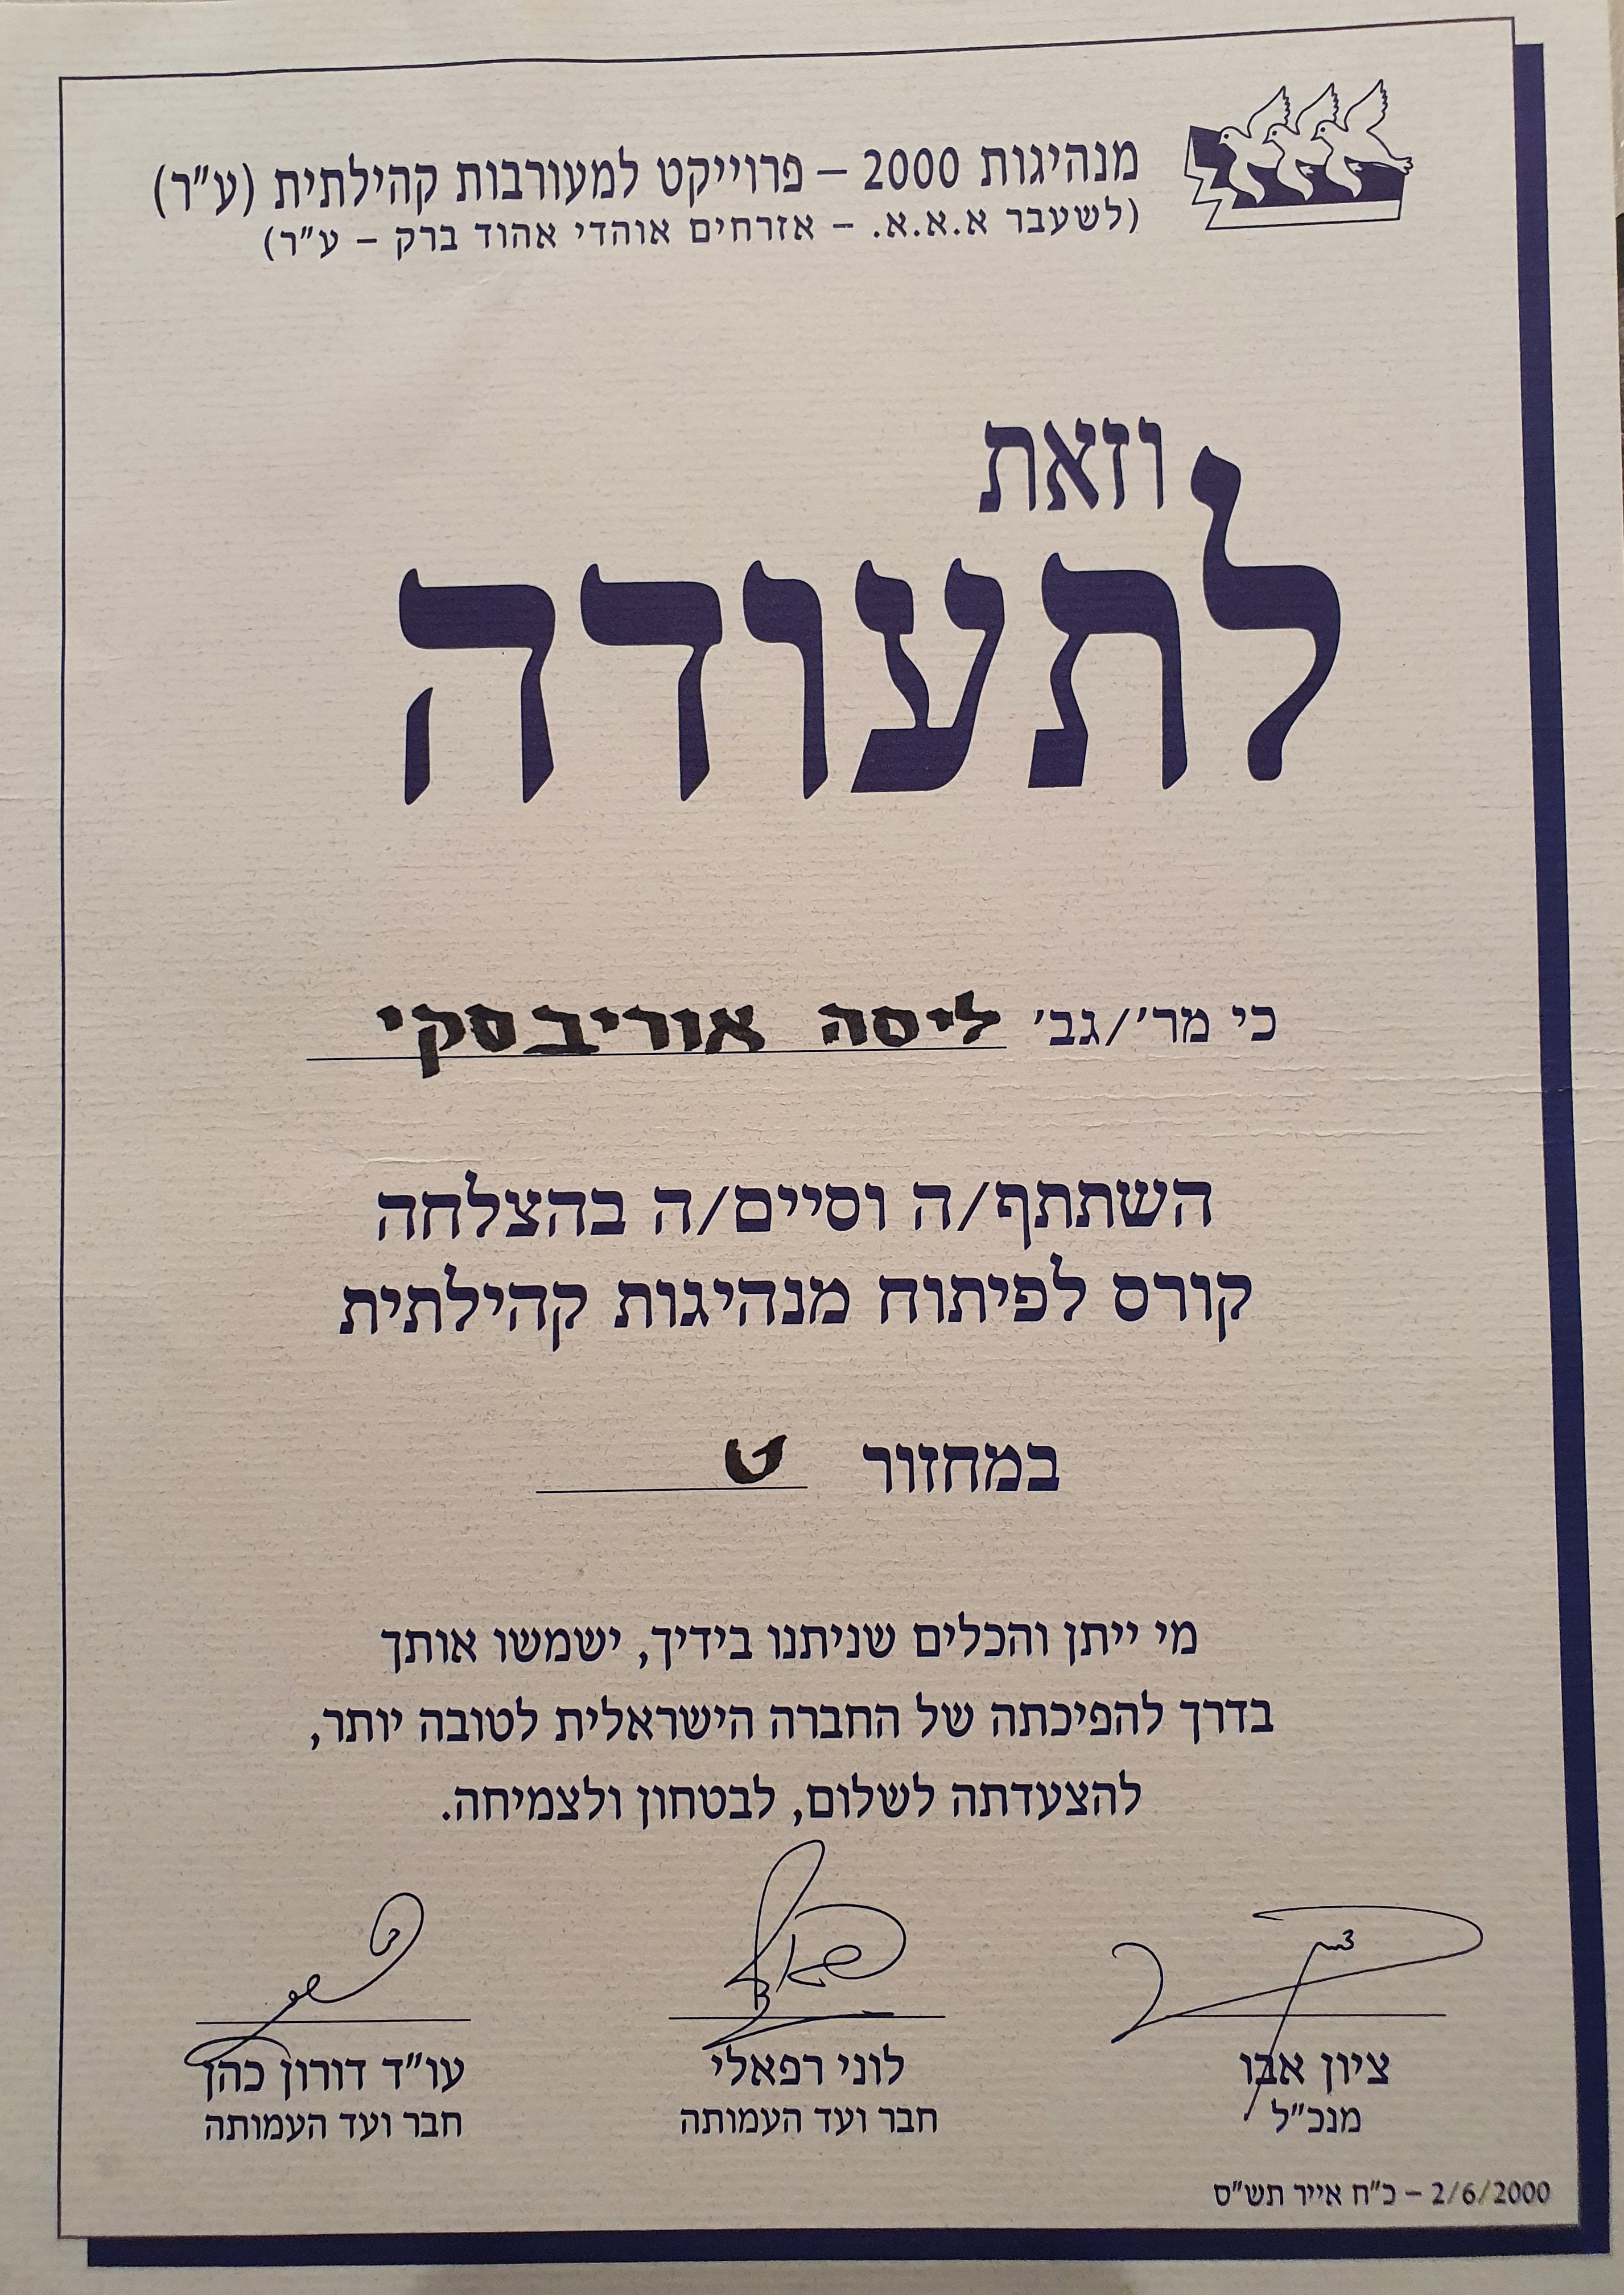 מנהיגות 2000 – פרוייקט למעורבות קהילתית (ע"ר)
(לשעבר א.א.א. – אזרחים אוהדי אהוד ברק – ע"ר)
וזאת
לתעודה
כי מר'/גב' ליסה אוריבסקי
השתתף/ה וסיים/ה בהצלחה
קורס לפיתוח מנהיגות קהילתית
במחזור ט
מי ייתן והכלים שניתנו בידיך, ישמשו אותך
בדרך להפיכתה של החברה הישראלית לטובה יותר,
להצעדתה לשלום, לבטחון ולצמיחה.
ציון אבו לוני רפאלי עו"ד דורון כהן
מנכ"ל חבר ועד העמותה חבר ועד העמותה
2/6/2000 – כ"ח אייר תש"ס